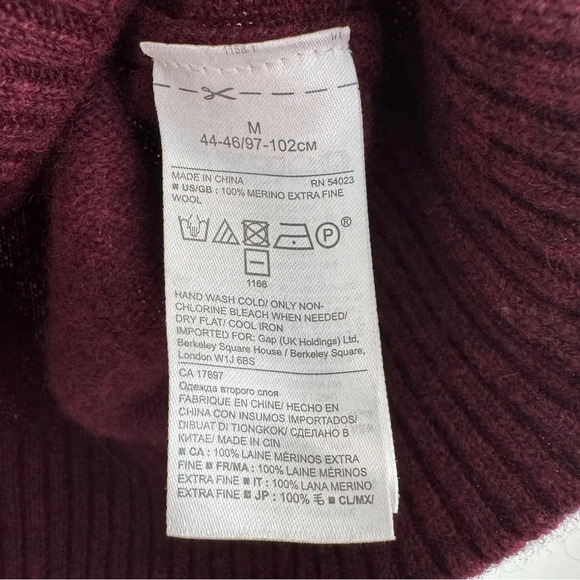 M
44-46/97-102см
MADE IN CHINA RN 54023
■ US/GB : 100% MERINO EXTRA FINE
WOOL
P ®
1166
HAND WASH COLD/ ONLY NON-
CHLORINE BLEACH WHEN NEEDED/
DRY FLAT/ COOL IRON
IMPORTED FOR: Gap (UK Holdings) Ltd,
Berkeley Square House / Berkeley Square,
London W1J 6BS
CA 17897
Одежда второго слоя
FABRIQUE EN CHINE/ HECHO EN
CHINA CON INSUMOS IMPORTADOS/
DIBUAT DI TIONGKOK/ СДЕЛАНО В
КИТАЕ/ MADE IN CIN
■ CA : 100% LAINE MÉRINOS EXTRA
FINE ■ FR/MA : 100% LAINE MÉRINOS
EXTRA FINE ■ IT : 100% LANA MERINO
EXTRA FINE ■ JP : 100% 毛 ■ CL/MX/